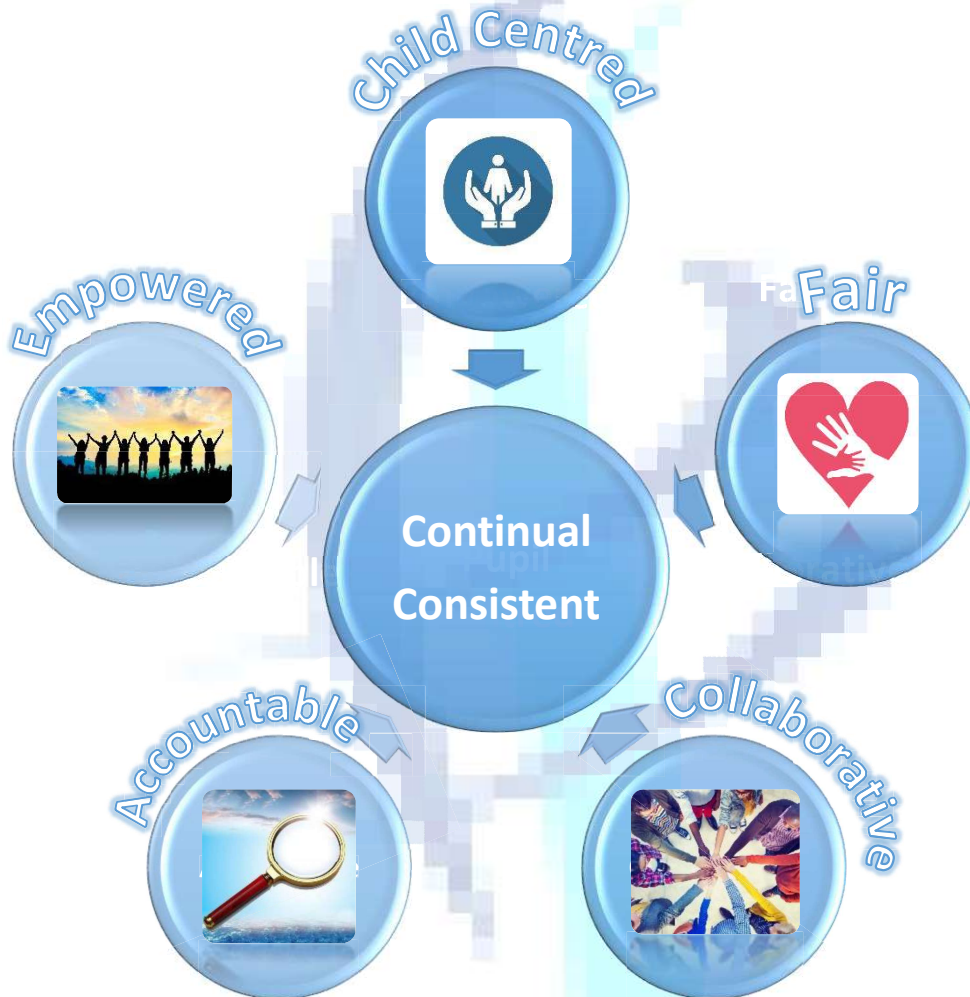 Child Centred
Empowered
Fair
Continual
Consistent
Accountable
Collaborative